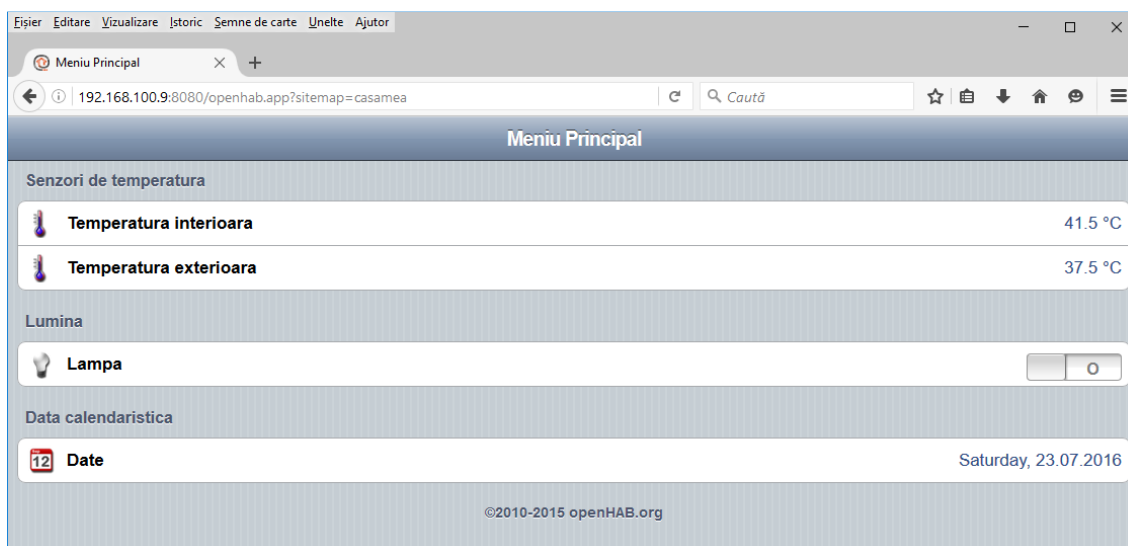 Fișier Editare Vizualizare Istoric Semne de carte Unelte Ajutor
Meniu Principal
192.168.100.9:8080/openhab.app?sitemap=casamea
Caută
Meniu Principal
Senzori de temperatura
Temperatura interioara 41.5 °C
Temperatura exterioara 37.5 °C
Lumina
Lampa O
Data calendaristica
12 Date Saturday, 23.07.2016
©2010-2015 openHAB.org